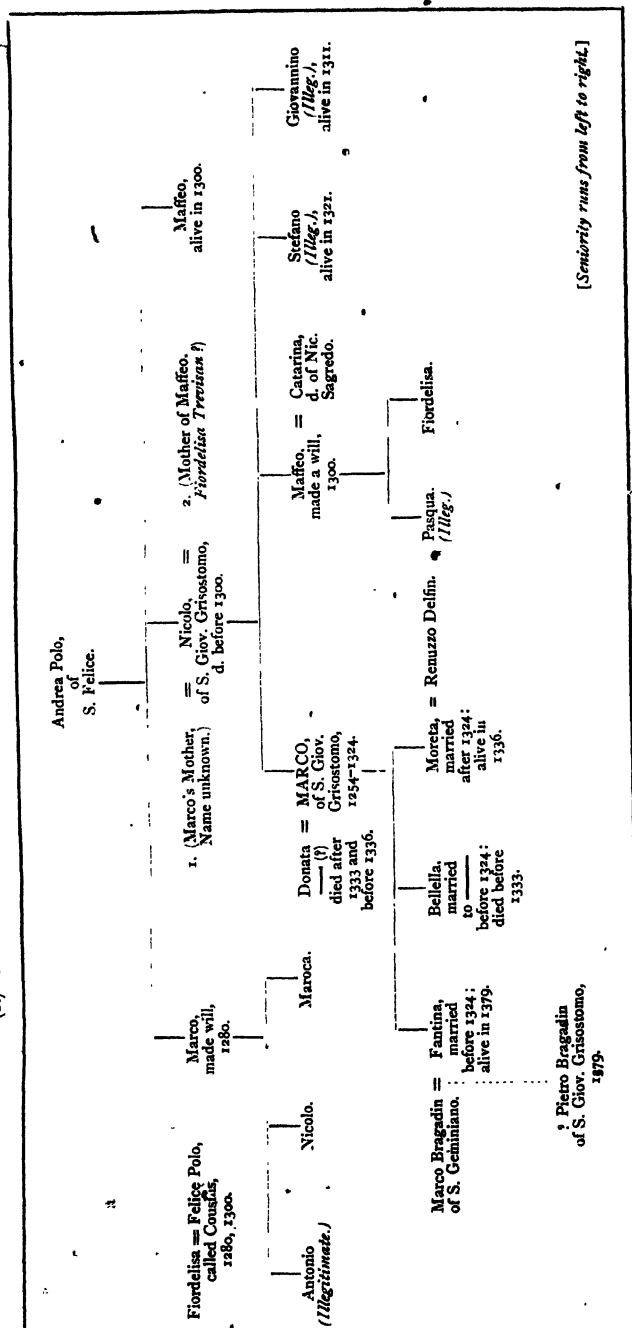 Andrea Polo,
of
S. Felice.
Fiordelisa = Felice Polo,
called Cousins,
1280, 1300.
Marco,
made will,
1280.
1. (Marco's Mother,
Name unknown.)
= Nicolo, =
of S. Giov. Grisostomo,
d. before 1300.
2. (Mother of Maffeo.
Fiordelisa Trevisan ?)
Maffeo,
alive in 1300.
Antonio
(Illegitimate.)
Nicolo.
Maroca.
Donata = MARCO,
—— (?) of S. Giov.
died after Grisostomo,
1333 and 1254–1324.
before 1336.
Maffeo, = Catarina,
made a will, d. of Nic.
1300. Sagredo.
Stefano
(Illeg.),
alive in 1321.
Giovannino
(Illeg.),
alive in 1311.
Marco Bragadin = Fantina,
of S. Geminiano. married
before 1324:
alive in 1379.
Bellella.
married
to ——
before 1324:
died before
1333.
Moreta, = Renuzzo Delfin.
married
after 1324:
alive in
1336.
Pasqua.
(Illeg.)
Fiordelisa.
? Pietro Bragadin
of S. Giov. Grisostomo,
1379.
[Seniority runs from left to right.]